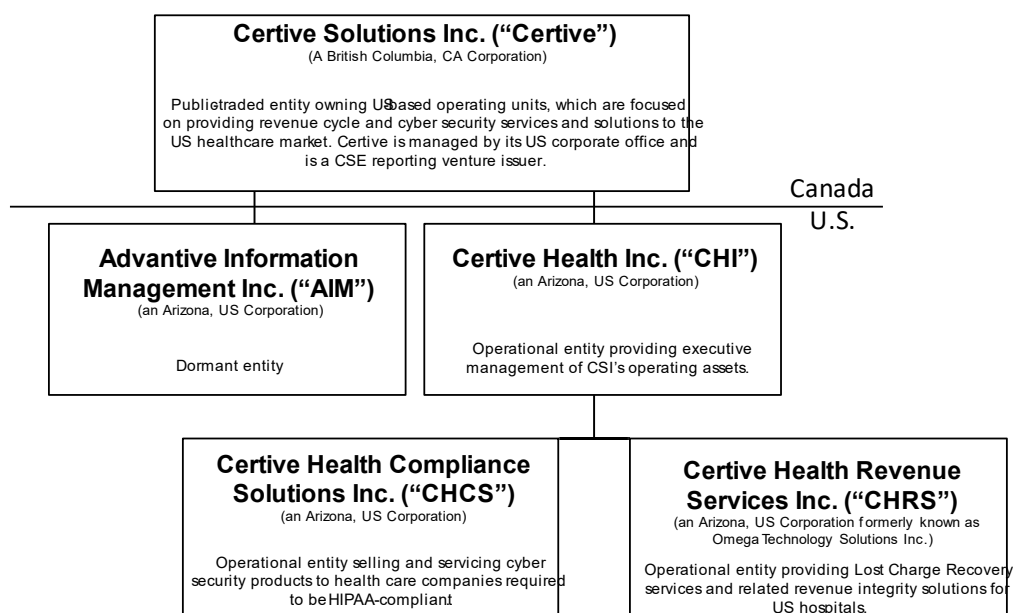 Certive Solutions Inc. (“Certive”)
(A British Columbia, CA Corporation)
Public-traded entity owning US-based operating units, which are focused
on providing revenue cycle and cyber security services and solutions to the
US healthcare market. Certive is managed by its US corporate office and
is a CSE reporting venture issuer.
Canada
U.S.
Advantive Information
Management Inc. (“AIM”)
(an Arizona, US Corporation)
Dormant entity
Certive Health Inc. (“CHI”)
(an Arizona, US Corporation)
Operational entity providing executive
management of CSI’s operating assets.
Certive Health Compliance
Solutions Inc. (“CHCS”)
(an Arizona, US Corporation)
Operational entity selling and servicing cyber
security products to health care companies required
to be HIPAA-compliant.
Certive Health Revenue
Services Inc. (“CHRS”)
(an Arizona, US Corporation formerly known as
Omega Technology Solutions Inc.)
Operational entity providing Lost Charge Recovery
services and related revenue integrity solutions for
US hospitals.